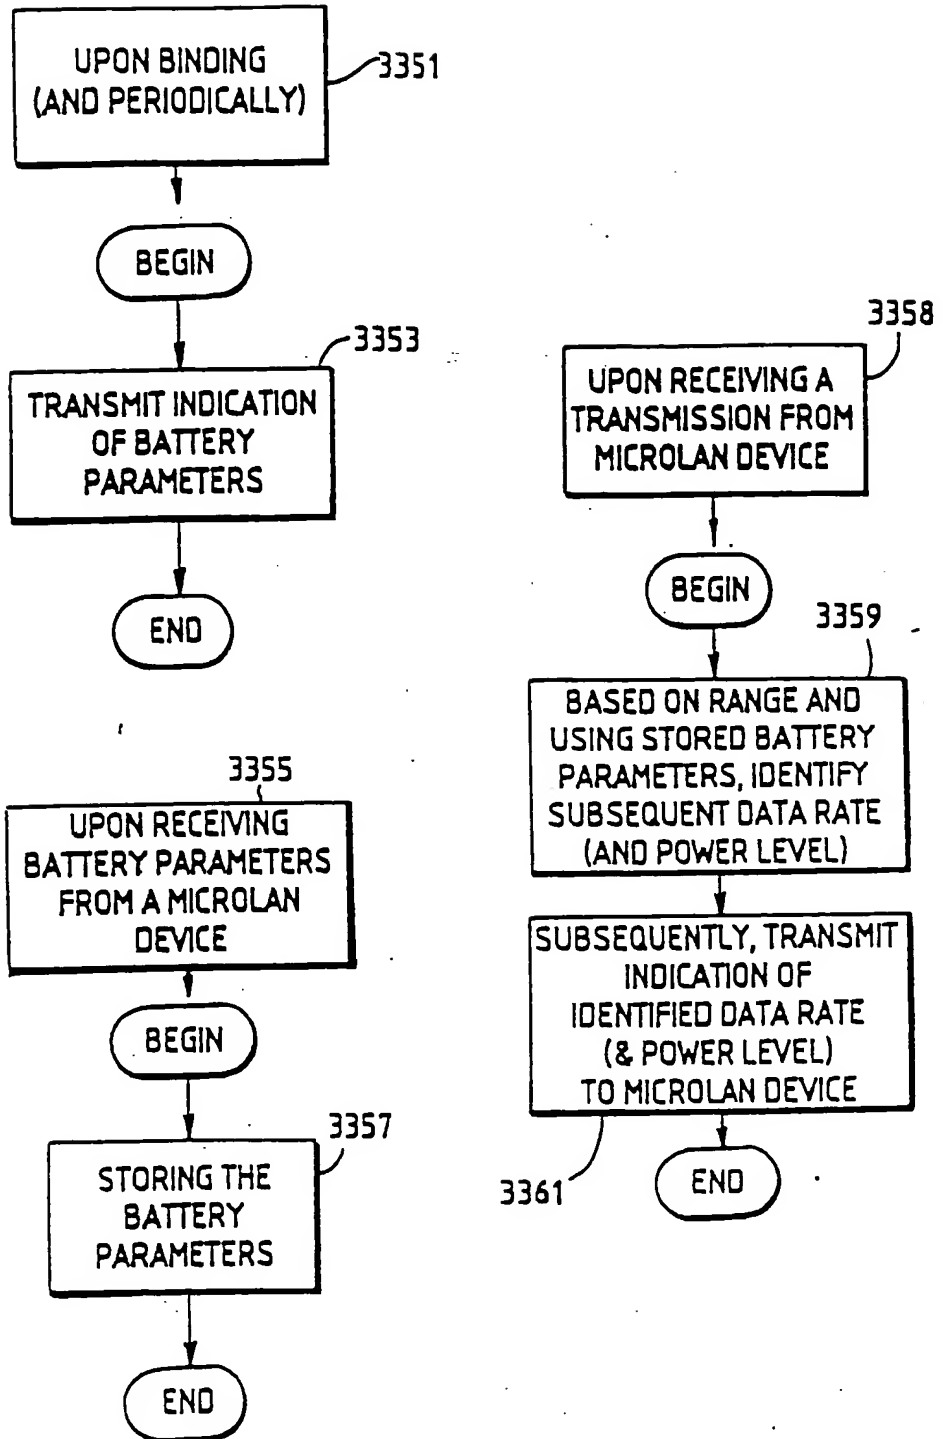 UPON BINDING
(AND PERIODICALLY)
3351
BEGIN
3353
TRANSMIT INDICATION
OF BATTERY
PARAMETERS
END
3355
UPON RECEIVING
BATTERY PARAMETERS
FROM A MICROLAN
DEVICE
BEGIN
3357
STORING THE
BATTERY
PARAMETERS
END
3358
UPON RECEIVING A
TRANSMISSION FROM
MICROLAN DEVICE
BEGIN
3359
BASED ON RANGE AND
USING STORED BATTERY
PARAMETERS, IDENTIFY
SUBSEQUENT DATA RATE
(AND POWER LEVEL)
SUBSEQUENTLY, TRANSMIT
INDICATION OF
IDENTIFIED DATA RATE
(& POWER LEVEL)
TO MICROLAN DEVICE
3361
END